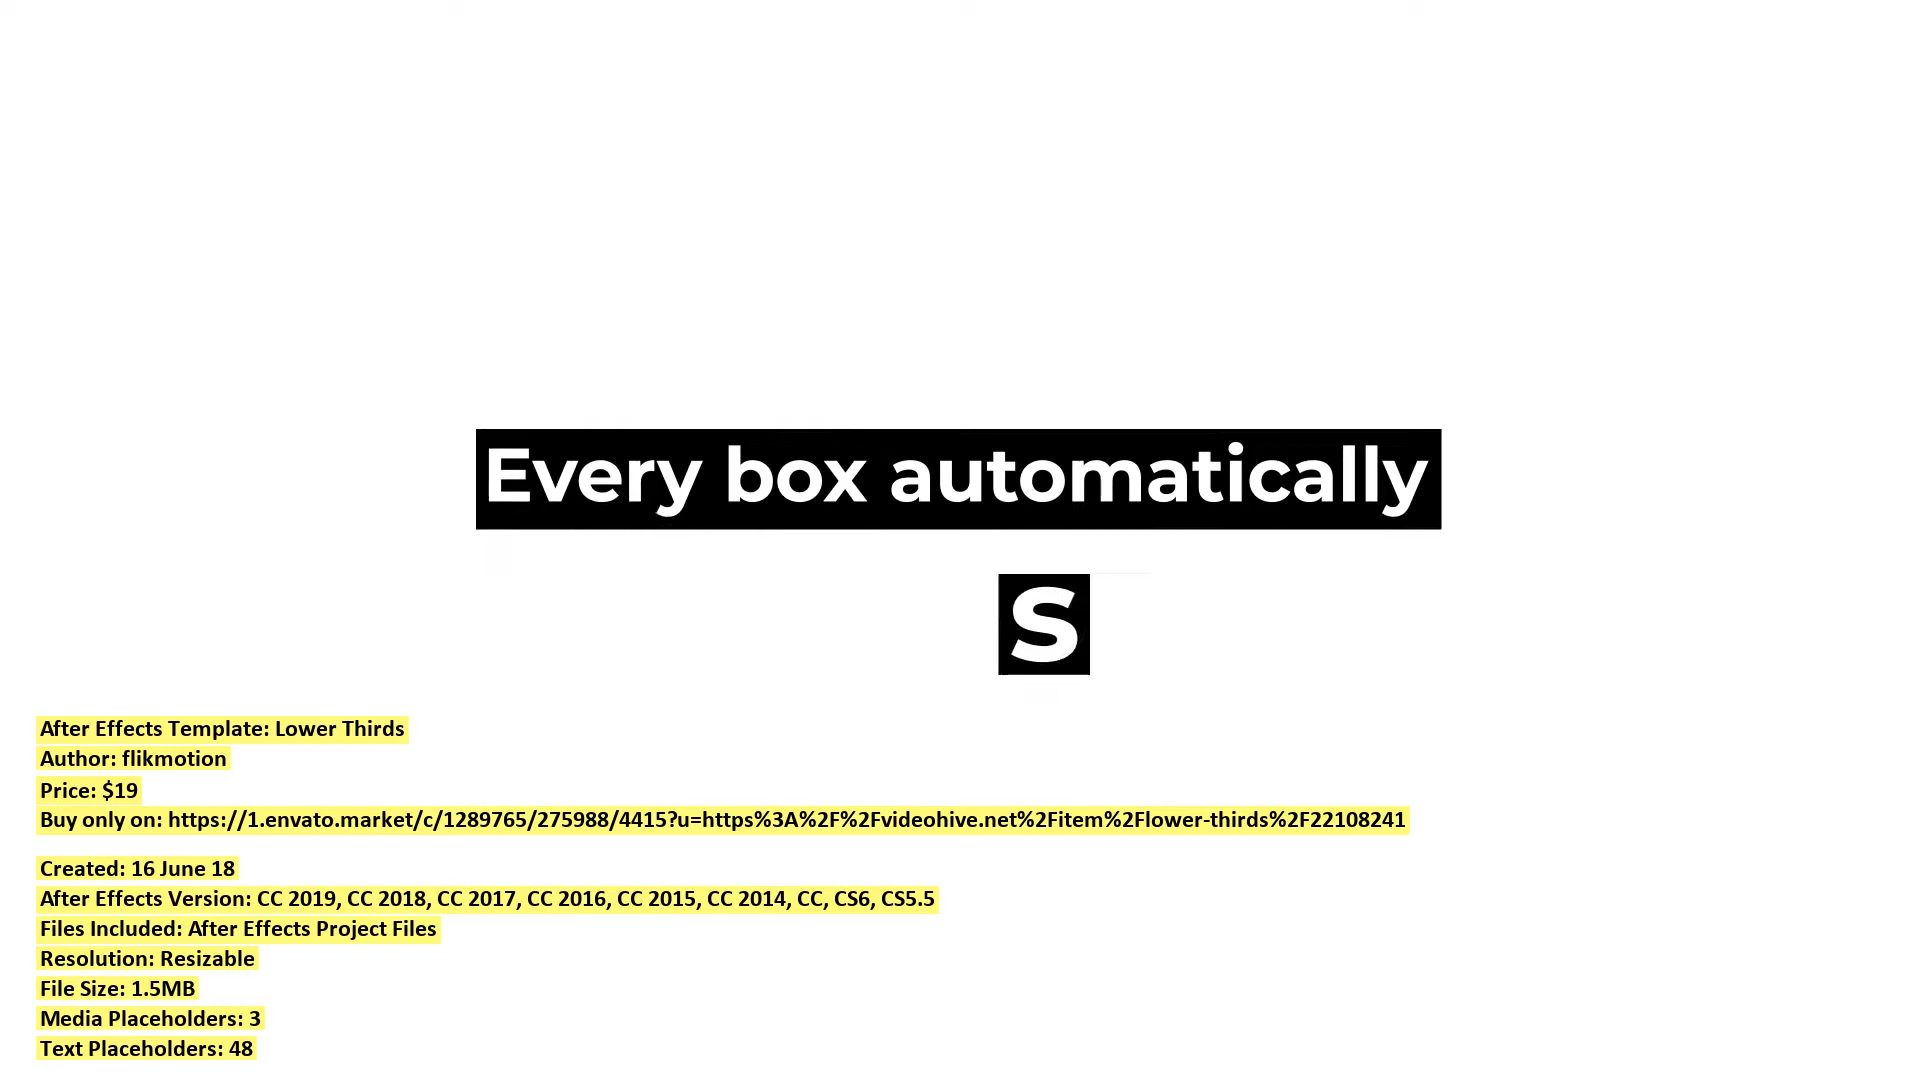 Every box automatically
S
After Effects Template: Lower Thirds
Author: flikmotion
Price: $19
Buy only on: https://1.envato.market/c/1289765/275988/4415?u=https%3A%2F%2Fvideohive.net%2Fitem%2Flower-thirds%2F22108241
Created: 16 June 18
After Effects Version: CC 2019, CC 2018, CC 2017, CC 2016, CC 2015, CC 2014, CC, CS6, CS5.5
Files Included: After Effects Project Files
Resolution: Resizable
File Size: 1.5MB
Media Placeholders: 3
Text Placeholders: 48